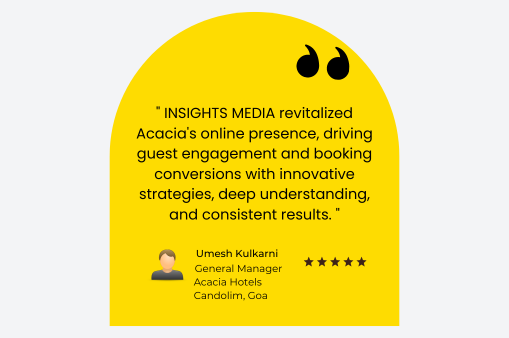 " INSIGHTS MEDIA revitalized
Acacia's online presence, driving
guest engagement and booking
conversions with innovative
strategies, deep understanding,
and consistent results. "
Umesh Kulkarni
General Manager
Acacia Hotels
Candolim, Goa